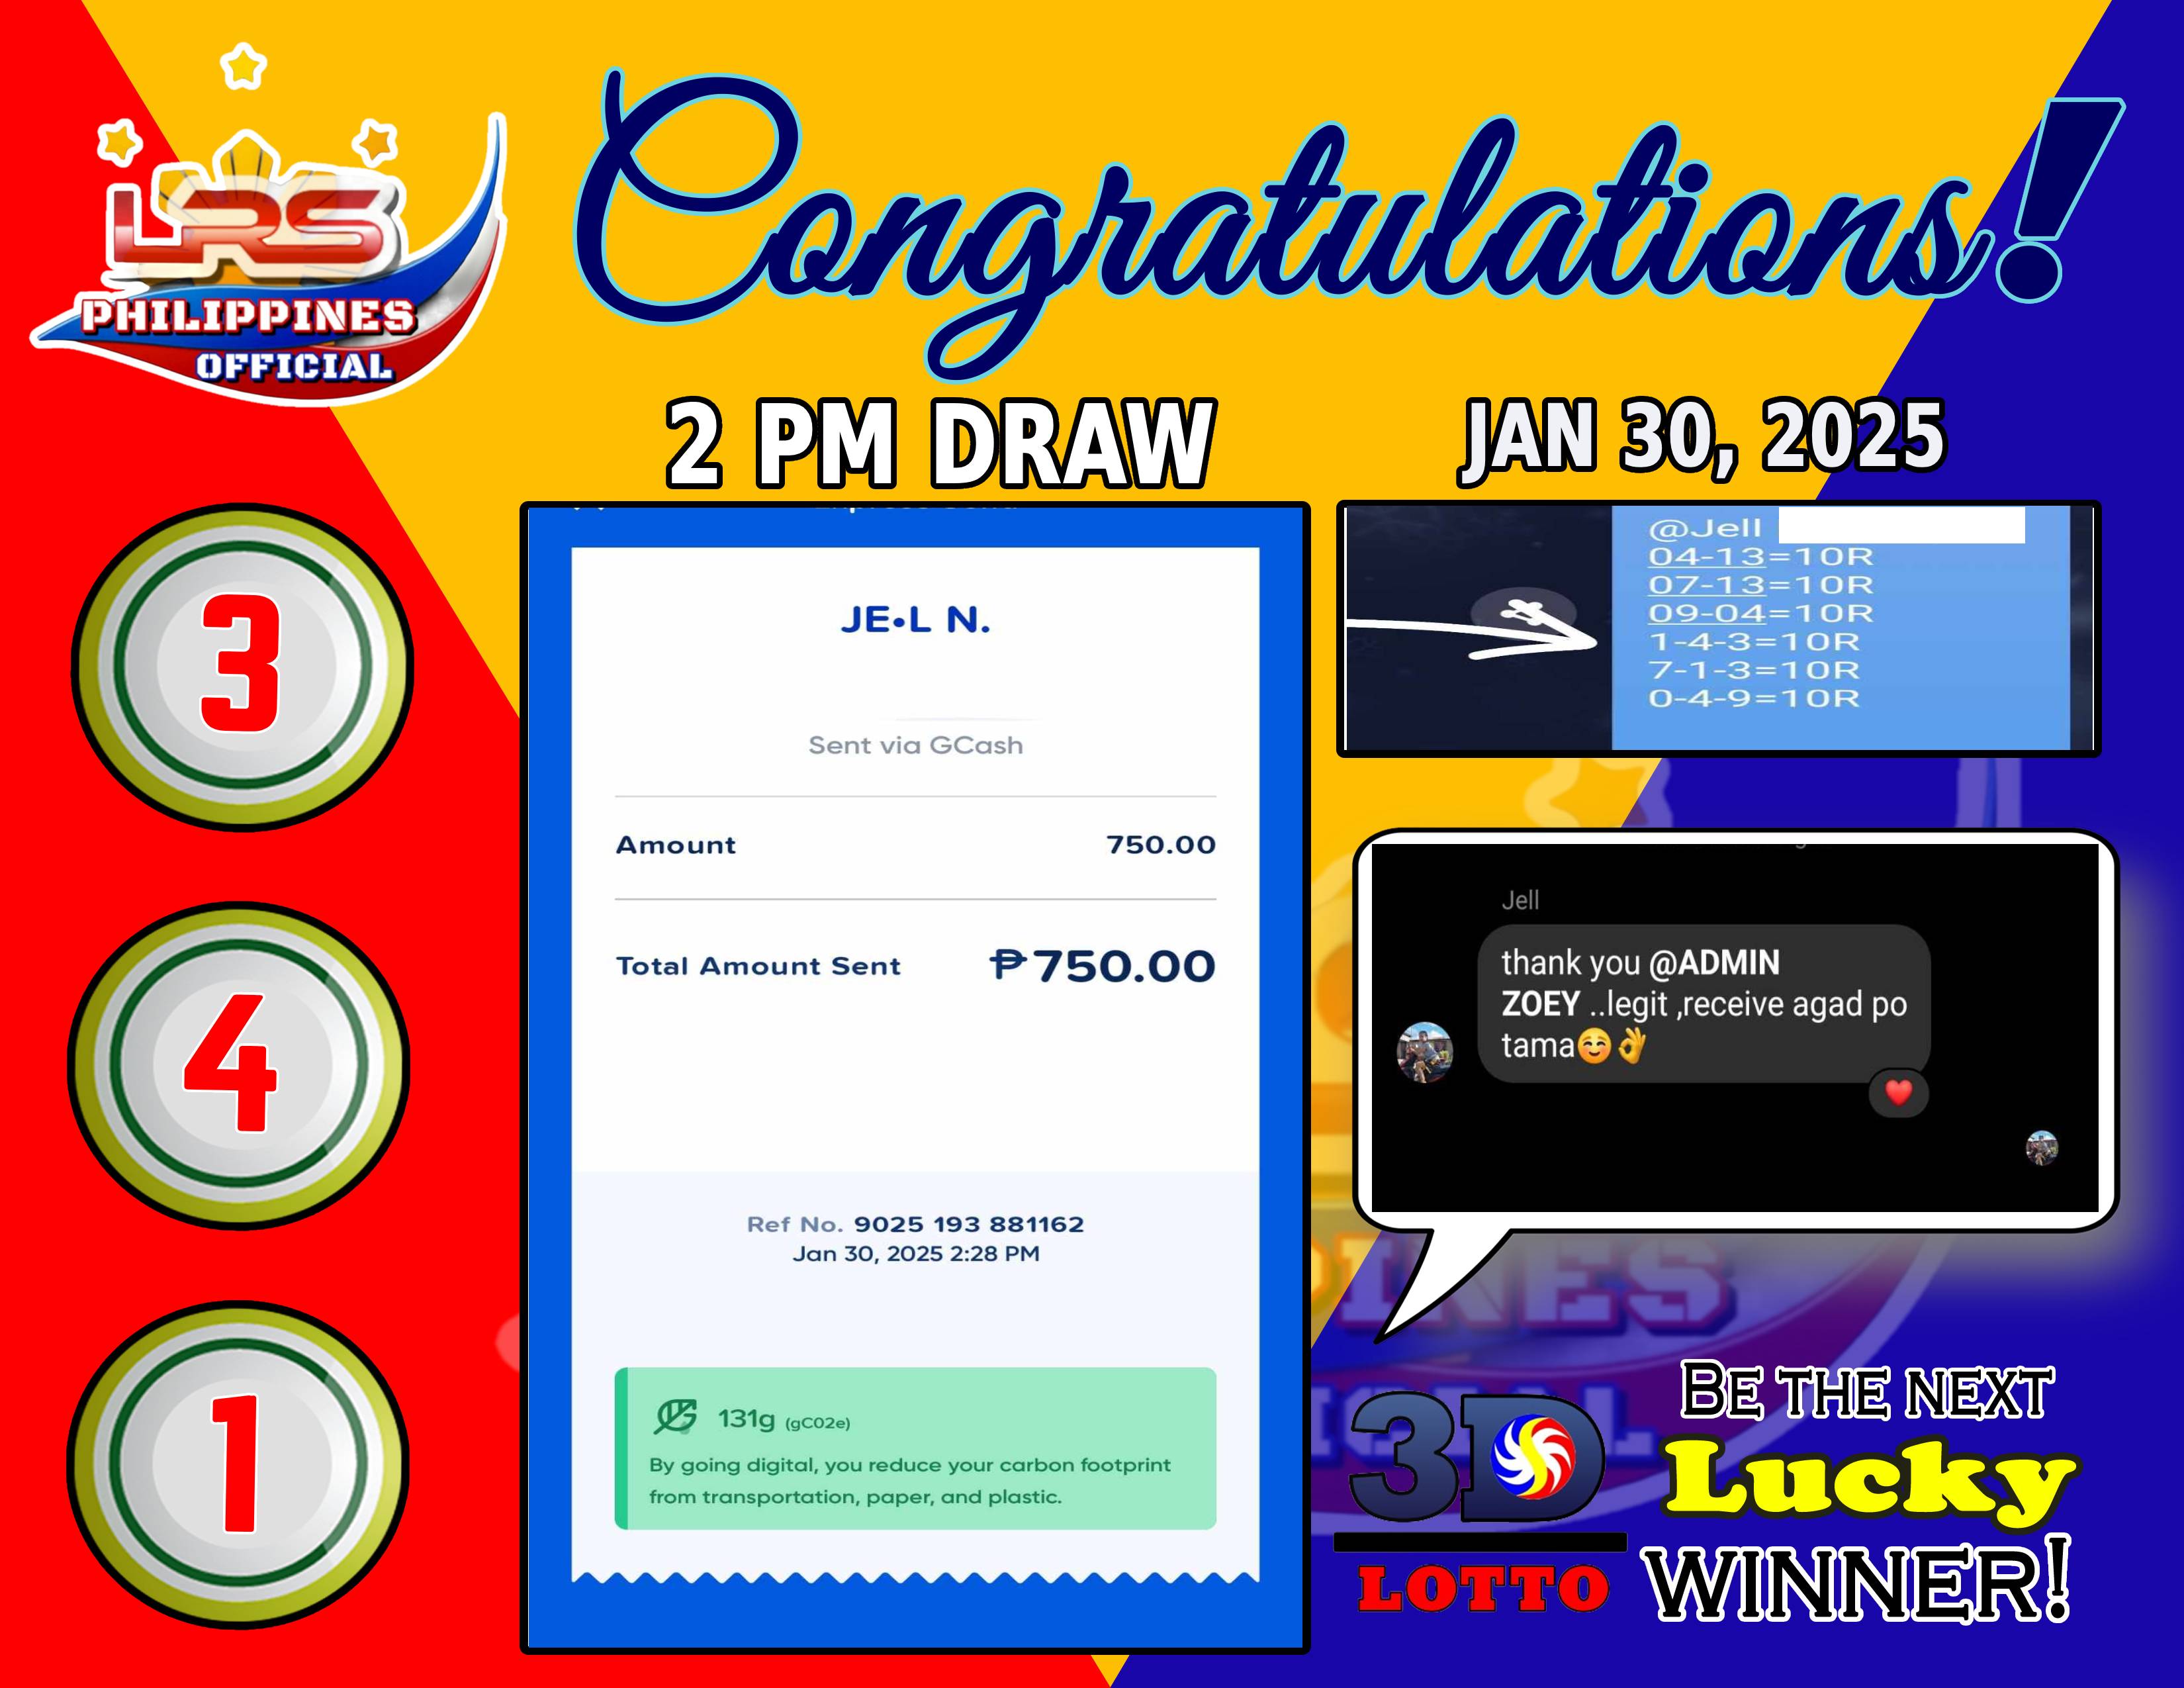 LRS
PHILIPPINES
OFFICIAL
Congratulations!
2 PM DRAW
JAN 30, 2025
3
4
1
JE•L N.
Sent via GCash
Amount 750.00
Total Amount Sent ₱750.00
Ref No. 9025 193 881162
Jan 30, 2025 2:28 PM
131g (gCO2e)
By going digital, you reduce your carbon footprint
from transportation, paper, and plastic.
@Jell
04-13=10R
07-13=10R
09-04=10R
1-4-3=10R
7-1-3=10R
0-4-9=10R
Jell
thank you @ADMIN
ZOEY ..legit ,receive agad po
tama☺️👌
❤️
3D
LOTTO
BE THE NEXT
Lucky
WINNER!